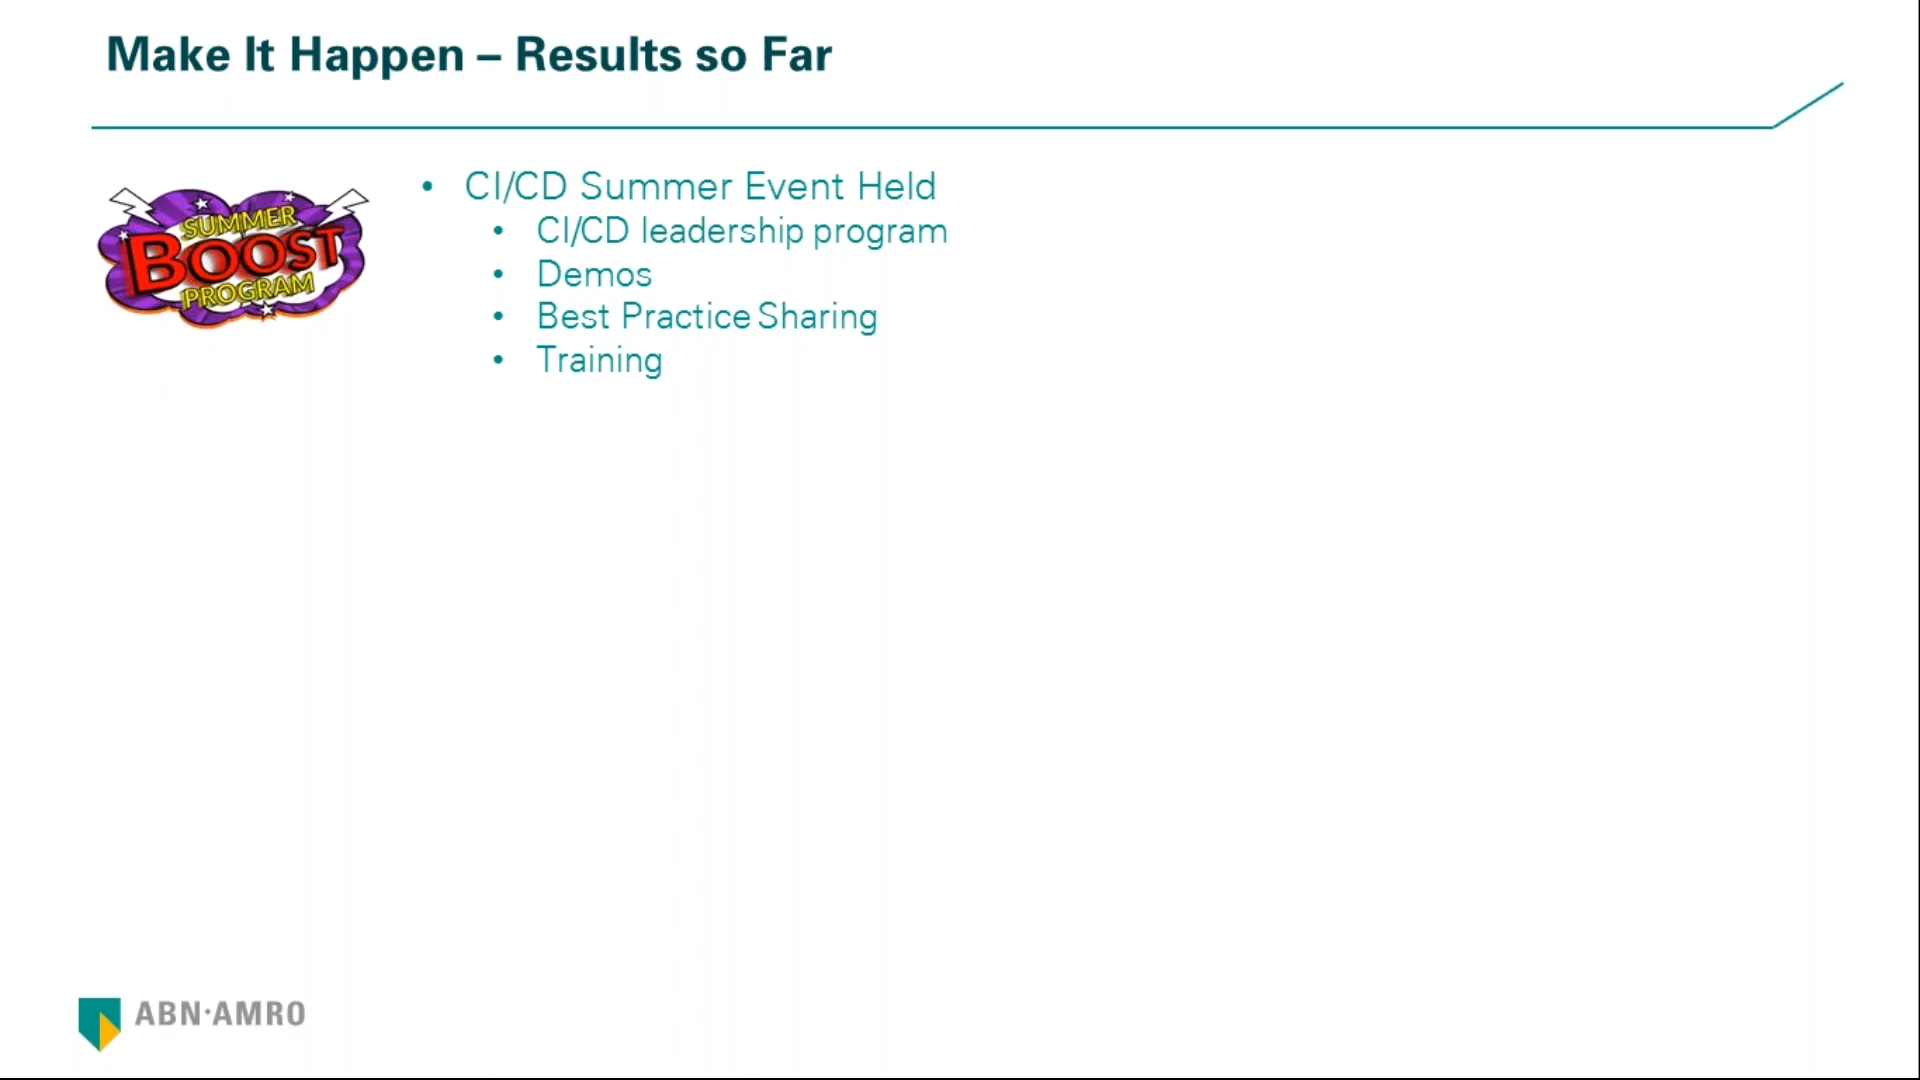 Make It Happen – Results so Far
SUMMER
BOOST
PROGRAM
• CI/CD Summer Event Held
• CI/CD leadership program
• Demos
• Best Practice Sharing
• Training
ABN·AMRO